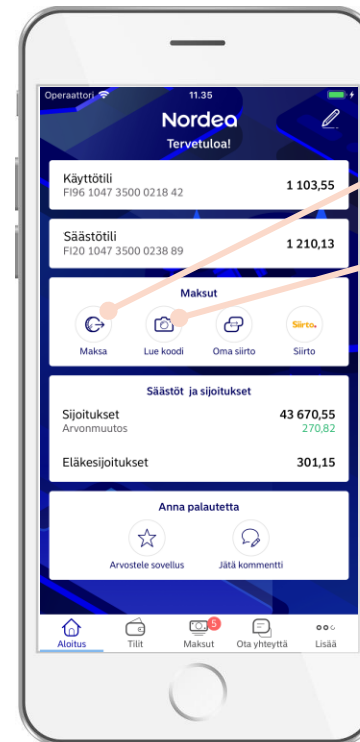 Operaattori 11.35
Nordea
Tervetuloa!
Käyttötili
FI96 1047 3500 0218 42
1 103,55
Säästötili
FI20 1047 3500 0238 89
1 210,13
Maksut
Siirto.
Maksa Lue koodi Oma siirto Siirto
Säästöt ja sijoitukset
Sijoitukset 43 670,55
Arvonmuutos 270,82
Eläkesijoitukset 301,15
Anna palautetta
Arvostele sovellus Jätä kommentti
5
Aloitus Tilit Maksut Ota yhteyttä Lisää